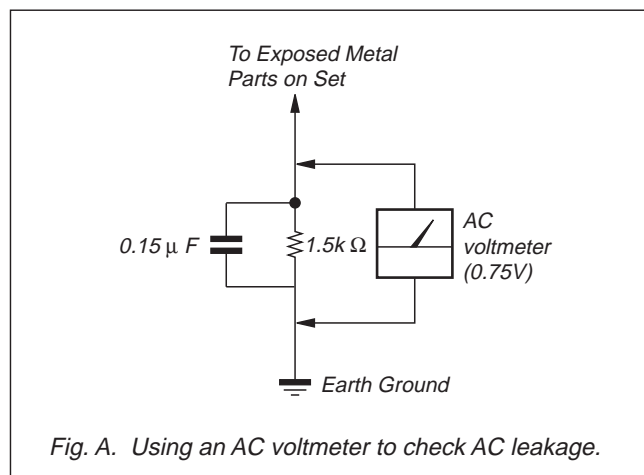 To Exposed Metal
Parts on Set
0.15 μ F
1.5k Ω
AC
voltmeter
(0.75V)
Earth Ground
Fig. A. Using an AC voltmeter to check AC leakage.